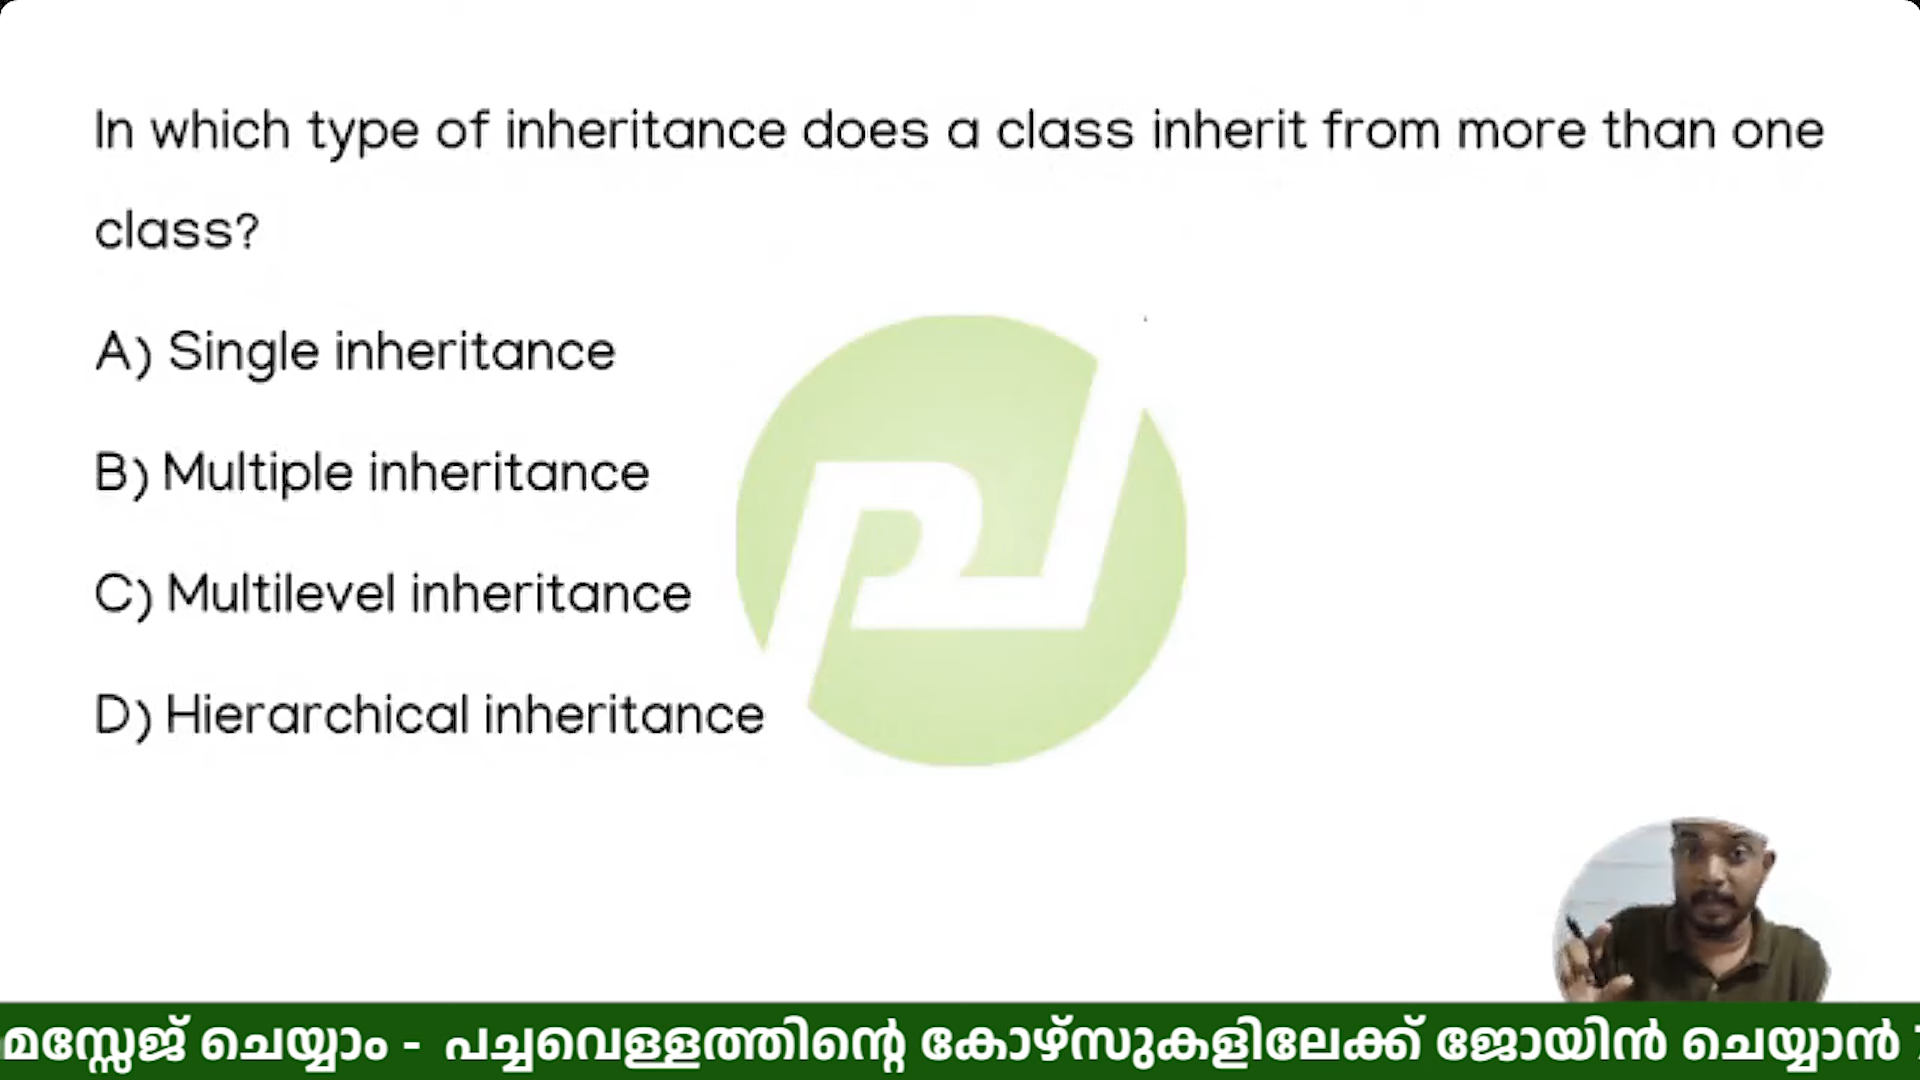 In which type of inheritance does a class inherit from more than one
class?
A) Single inheritance
B) Multiple inheritance
C) Multilevel inheritance
D) Hierarchical inheritance
മസ്സേജ് ചെയ്യാം - പച്ചവെള്ളത്തിന്റെ കോഴ്സുകളിലേക്ക് ജോയിൻ ചെയ്യാൻ